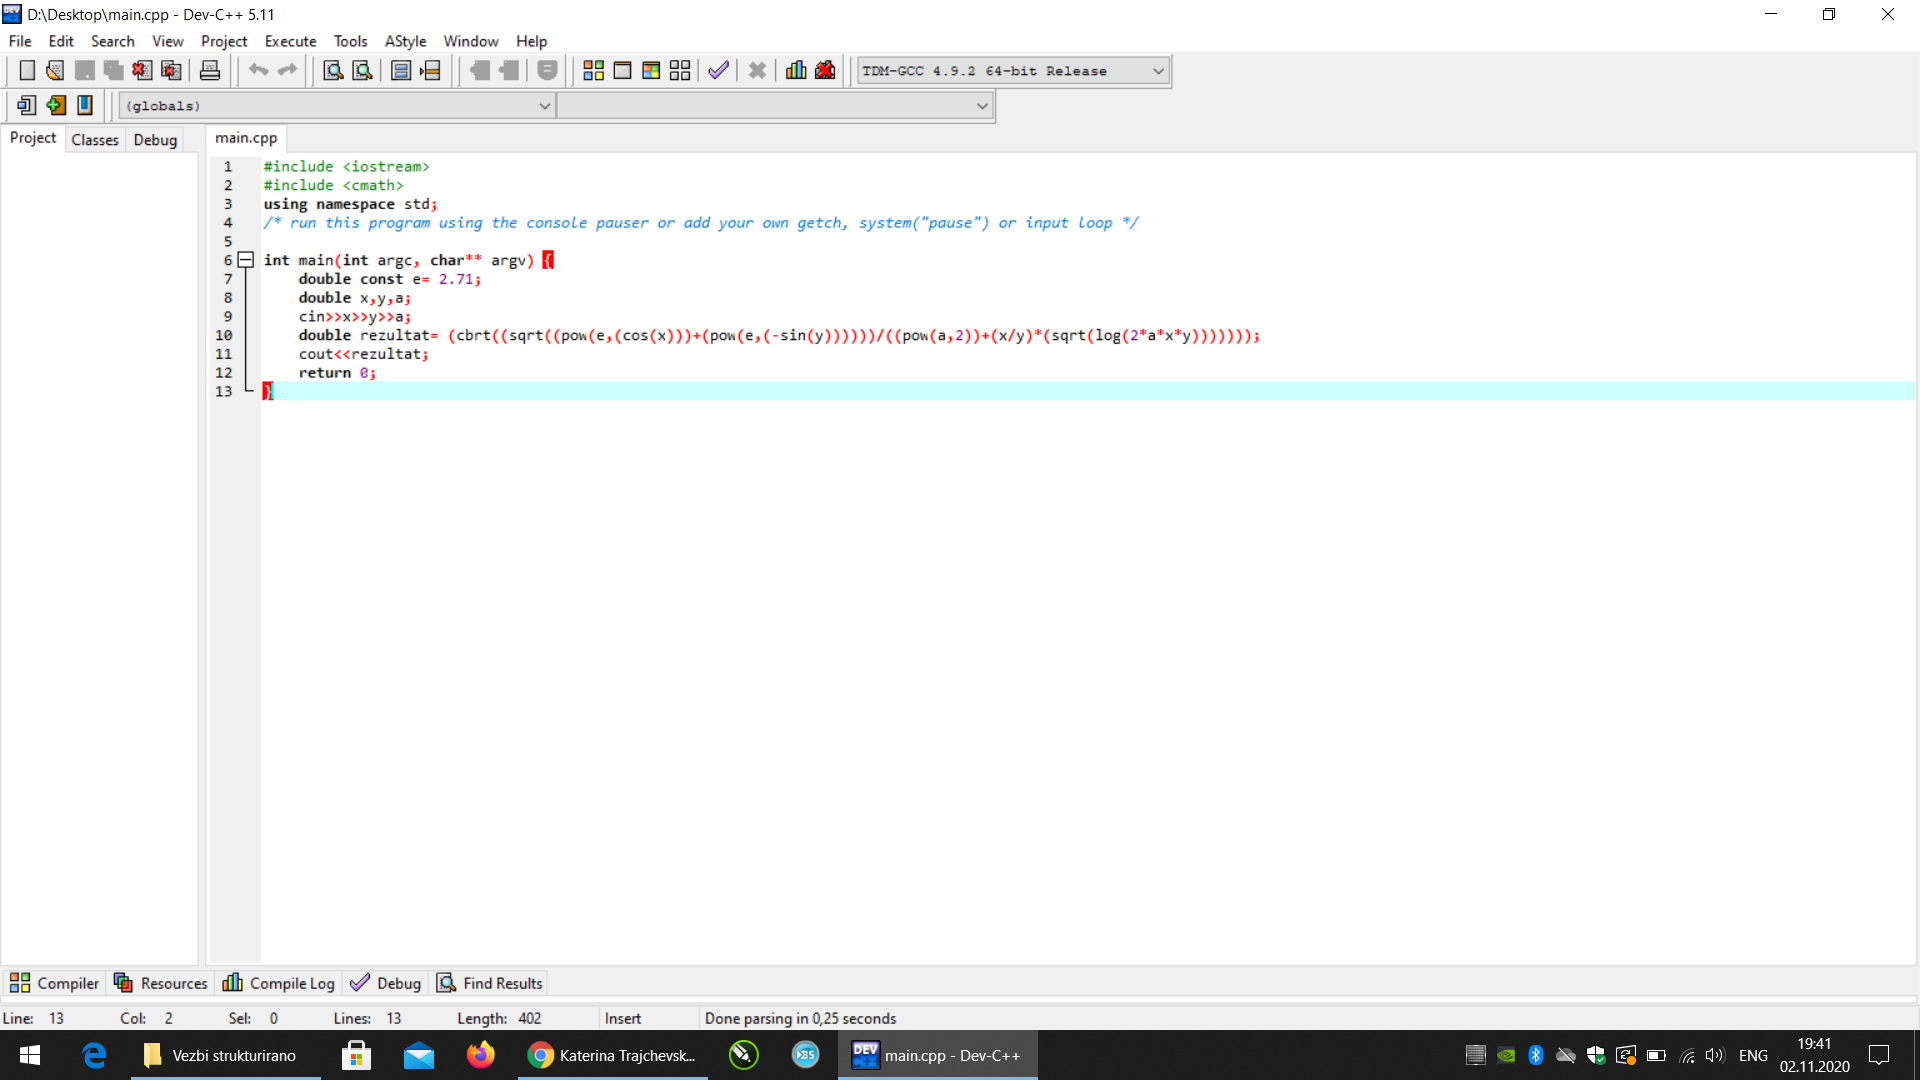 D:\Desktop\main.cpp - Dev-C++ 5.11
File Edit Search View Project Execute Tools AStyle Window Help
TDM-GCC 4.9.2 64-bit Release
(globals)
Project Classes Debug main.cpp
1 #include <iostream>
2 #include <cmath>
3 using namespace std;
4 /* run this program using the console pauser or add your own getch, system("pause") or input loop */
5
6 int main(int argc, char** argv) {
7 double const e= 2.71;
8 double x,y,a;
9 cin>>x>>y>>a;
10 double rezultat= (cbrt((sqrt((pow(e,(cos(x)))+(pow(e,(-sin(y))))))/((pow(a,2))+(x/y)*(sqrt(log(2*a*x*y)))))));
11 cout<<rezultat;
12 return 0;
13 }
Compiler Resources Compile Log Debug Find Results
Line: 13 Col: 2 Sel: 0 Lines: 13 Length: 402 Insert Done parsing in 0,25 seconds
Vezbi strukturirano Katerina Trajchevsk... DEV main.cpp - Dev-C++ ENG 19:41
02.11.2020